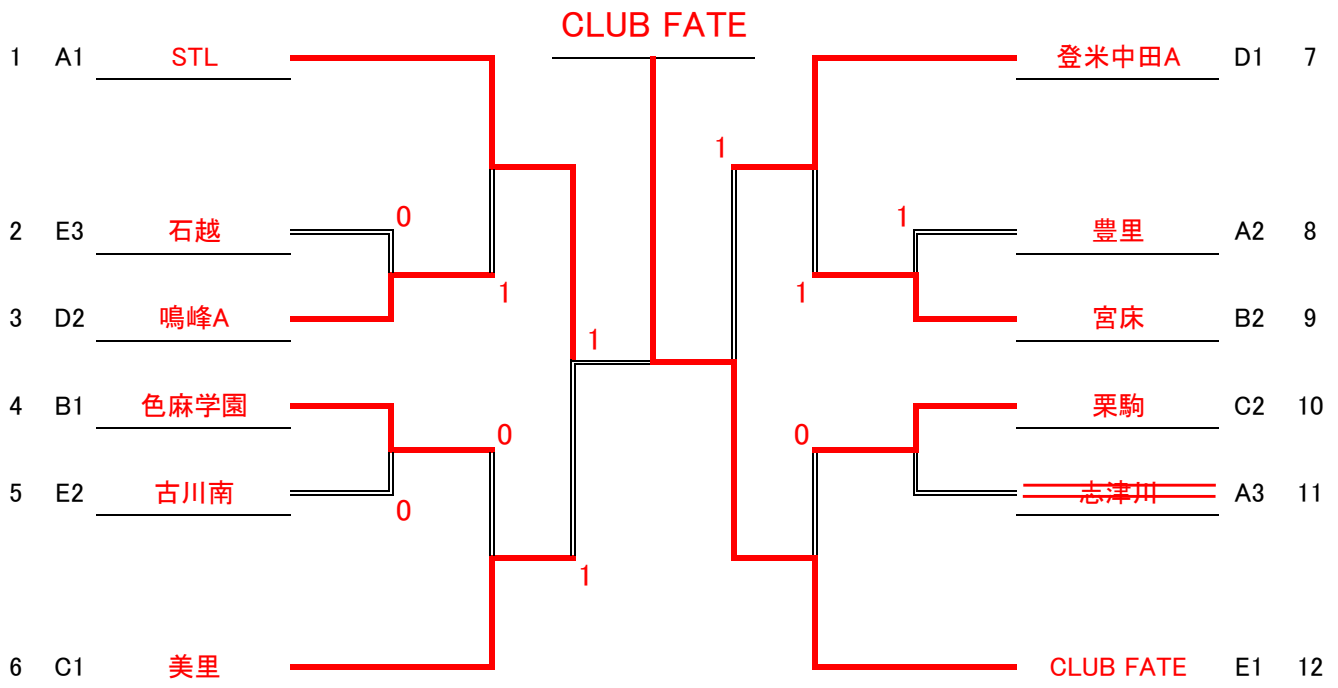 CLUB FATE
1 A1 STL
登米中田A D1 7
1
2 E3 石越 0
1 豊里 A2 8
1
1
3 D2 鳴峰A
宮床 B2 9
1
4 B1 色麻学園
栗駒 C2 10
0
0
5 E2 古川南 0
志津川 A3 11
1
6 C1 美里
CLUB FATE E1 12